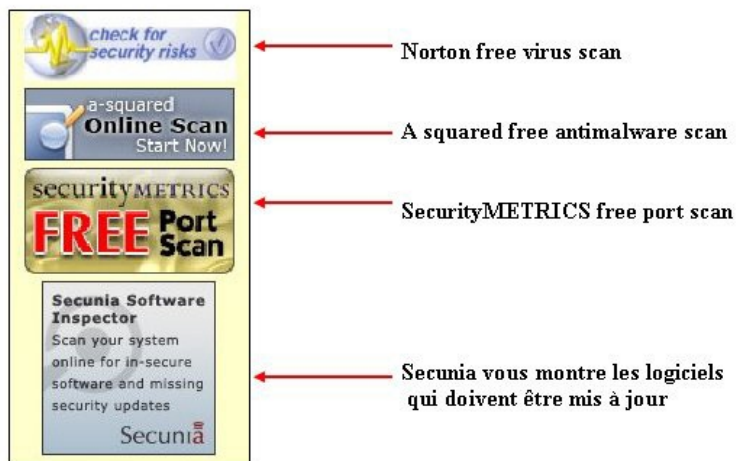 check for
security risks
Norton free virus scan
a-squared
Online Scan
Start Now!
A squared free antimalware scan
securityMETRICS
FREE Port
Scan
SecurityMETRICS free port scan
Secunia Software
Inspector
Scan your system
online for in-secure
software and missing
security updates
Secunia
Secunia vous montre les logiciels
qui doivent être mis à jour